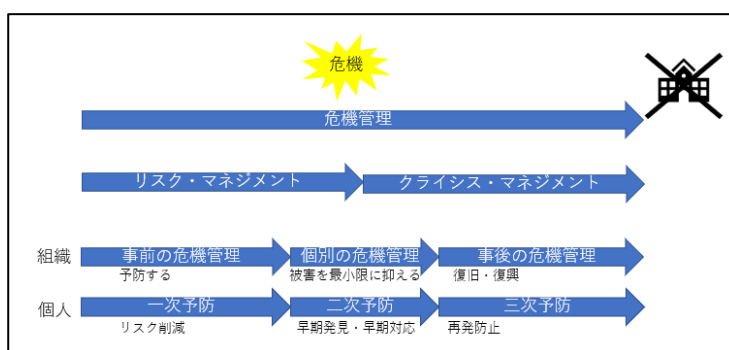 危機
危機管理
リスク・マネジメント
クライシス・マネジメント
組織
事前の危機管理
個別の危機管理
事後の危機管理
予防する
被害を最小限に抑える
復旧・復興
個人
一次予防
二次予防
三次予防
リスク削減
早期発見・早期対応
再発防止